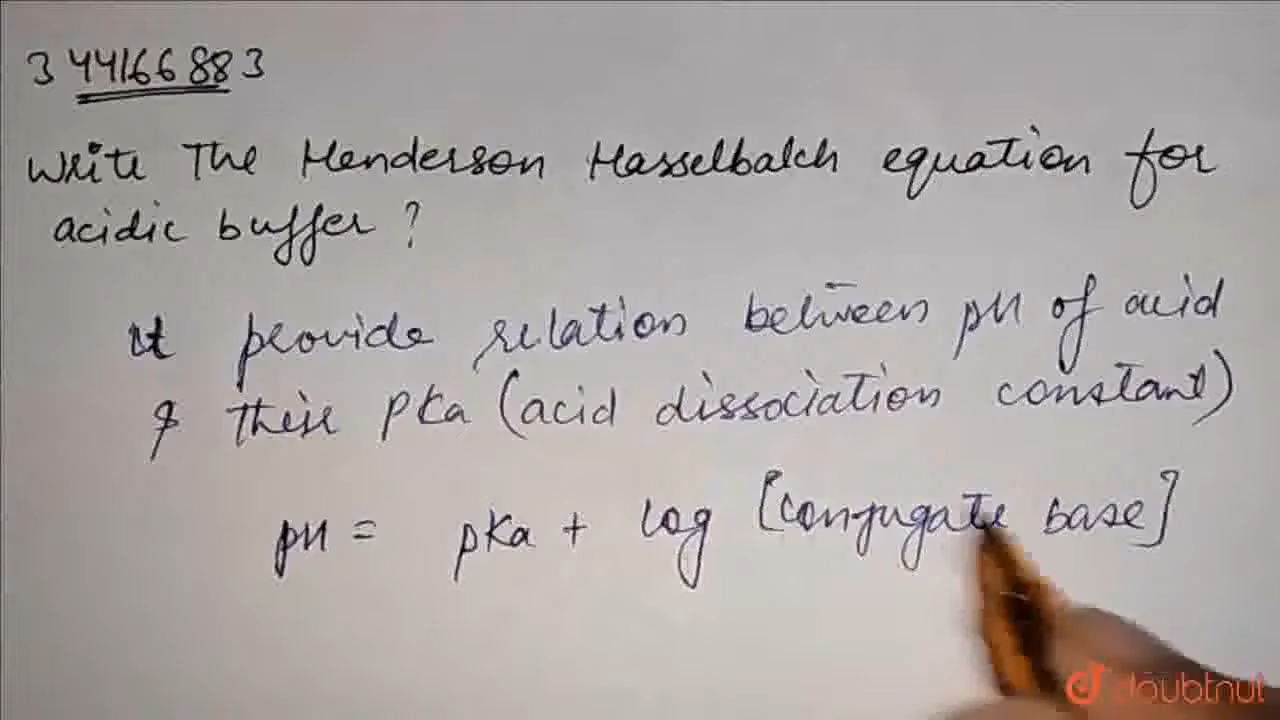 344166883
Write The Henderson Hasselbalch equation for
acidic buffer ?
It provide relation between pH of acid
& their pKa (acid dissociation constant)
pH = pKa + log [conjugate base]
doubtnut